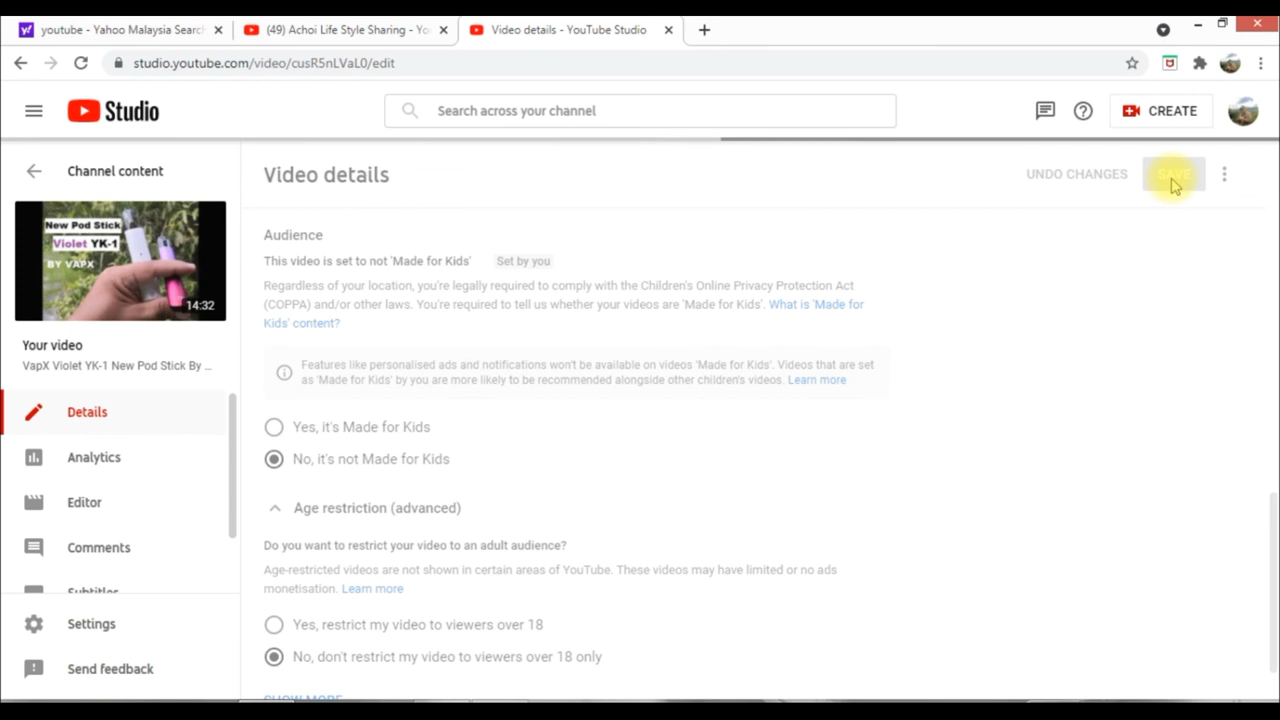 youtube - Yahoo Malaysia Searc
(49) Achoi Life Style Sharing - Yo
Video details - YouTube Studio
studio.youtube.com/video/cusR5nLVaL0/edit
Studio
Search across your channel
CREATE
Channel content
New Pod Stick
Violet YK-1
BY VAPX
14:32
Your video
VapX Violet YK-1 New Pod Stick By ...
Details
Analytics
Editor
Comments
Subtitles
Settings
Send feedback
Video details
UNDO CHANGES
SAVE
Audience
This video is set to not 'Made for Kids' Set by you
Regardless of your location, you're legally required to comply with the Children's Online Privacy Protection Act
(COPPA) and/or other laws. You're required to tell us whether your videos are 'Made for Kids'. What is 'Made for
Kids' content?
Features like personalised ads and notifications won't be available on videos 'Made for Kids'. Videos that are set
as 'Made for Kids' by you are more likely to be recommended alongside other children's videos. Learn more
Yes, it's Made for Kids
No, it's not Made for Kids
Age restriction (advanced)
Do you want to restrict your video to an adult audience?
Age-restricted videos are not shown in certain areas of YouTube. These videos may have limited or no ads
monetisation. Learn more
Yes, restrict my video to viewers over 18
No, don't restrict my video to viewers over 18 only
SHOW MORE